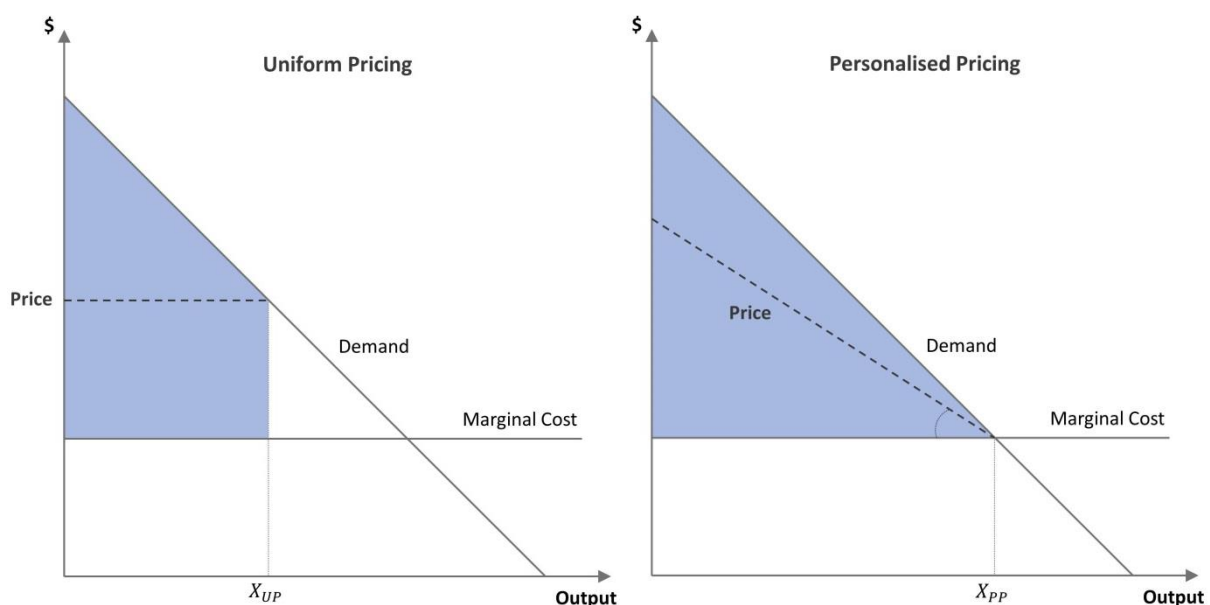 $
Uniform Pricing
Price
Demand
Marginal Cost
X_UP
Output
$
Personalised Pricing
Price
Demand
Marginal Cost
X_PP
Output